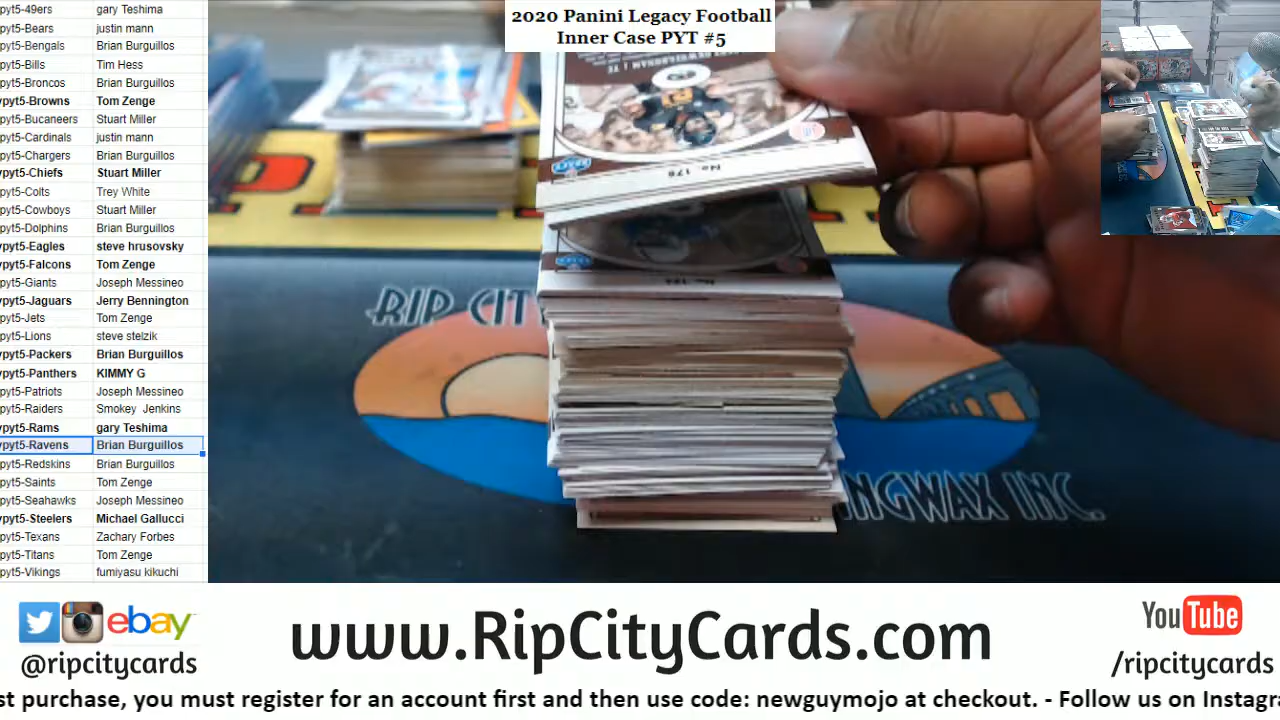 2020 Panini Legacy Football
Inner Case PYT #5
pyt5-49ers gary Teshima
pyt5-Bears justin mann
pyt5-Bengals Brian Burguillos
pyt5-Bills Tim Hess
pyt5-Broncos Brian Burguillos
pyt5-Browns Tom Zenge
pyt5-Bucaneers Stuart Miller
pyt5-Cardinals justin mann
pyt5-Chargers Brian Burguillos
pyt5-Chiefs Stuart Miller
pyt5-Colts Trey White
pyt5-Cowboys Stuart Miller
pyt5-Dolphins Brian Burguillos
pyt5-Eagles steve hrusovsky
pyt5-Falcons Tom Zenge
pyt5-Giants Joseph Messineo
pyt5-Jaguars Jerry Bennington
pyt5-Jets Tom Zenge
pyt5-Lions steve stelzik
pyt5-Packers Brian Burguillos
pyt5-Panthers KIMMY G
pyt5-Patriots Joseph Messineo
pyt5-Raiders Smokey Jenkins
pyt5-Rams gary Teshima
pyt5-Ravens Brian Burguillos
pyt5-Redskins Brian Burguillos
pyt5-Saints Tom Zenge
pyt5-Seahawks Joseph Messineo
pyt5-Steelers Michael Gallucci
pyt5-Texans Zachary Forbes
pyt5-Titans Tom Zenge
pyt5-Vikings fumiyasu kikuchi
No. 178
RIP CIT
NGWAX INC.
ebay
@ripcitycards
www.RipCityCards.com
YouTube
/ripcitycards
st purchase, you must register for an account first and then use code: newguymojo at checkout. - Follow us on Instagra